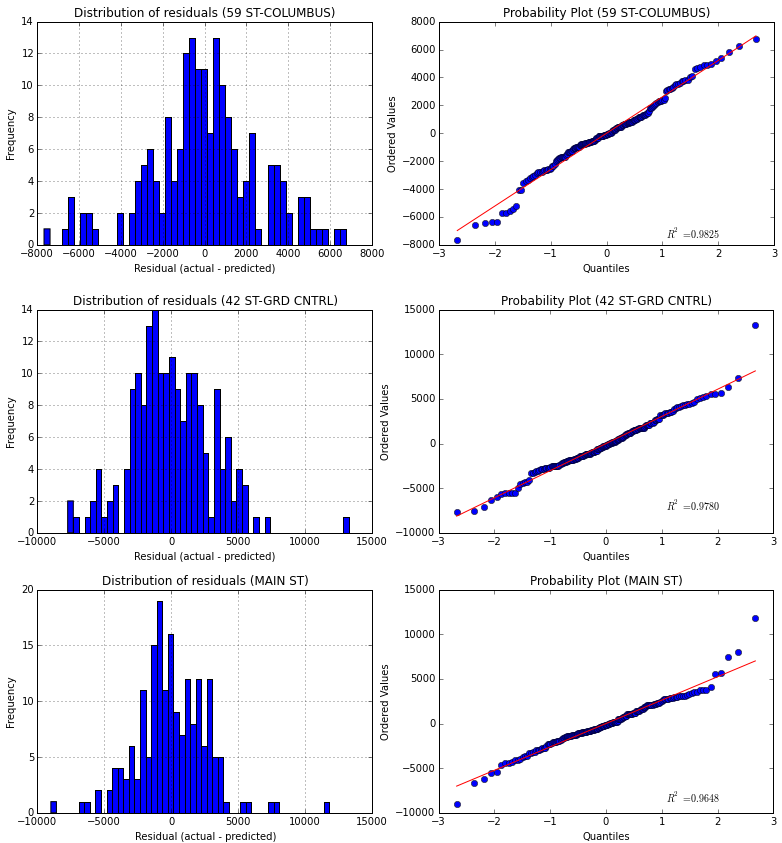 Distribution of residuals (59 ST-COLUMBUS)
14
12
10
8
6
4
2
0
Frequency
−8000 −6000 −4000 −2000 0 2000 4000 6000 8000
Residual (actual - predicted)
Probability Plot (59 ST-COLUMBUS)
8000
6000
4000
2000
0
−2000
−4000
−6000
−8000
Ordered Values
R² =0.9825
−3 −2 −1 0 1 2 3
Quantiles
Distribution of residuals (42 ST-GRD CNTRL)
14
12
10
8
6
4
2
0
Frequency
−10000 −5000 0 5000 10000 15000
Residual (actual - predicted)
Probability Plot (42 ST-GRD CNTRL)
15000
10000
5000
0
−5000
−10000
Ordered Values
R² =0.9780
−3 −2 −1 0 1 2 3
Quantiles
Distribution of residuals (MAIN ST)
20
15
10
5
0
Frequency
−10000 −5000 0 5000 10000 15000
Residual (actual - predicted)
Probability Plot (MAIN ST)
15000
10000
5000
0
−5000
−10000
Ordered Values
R² =0.9648
−3 −2 −1 0 1 2 3
Quantiles